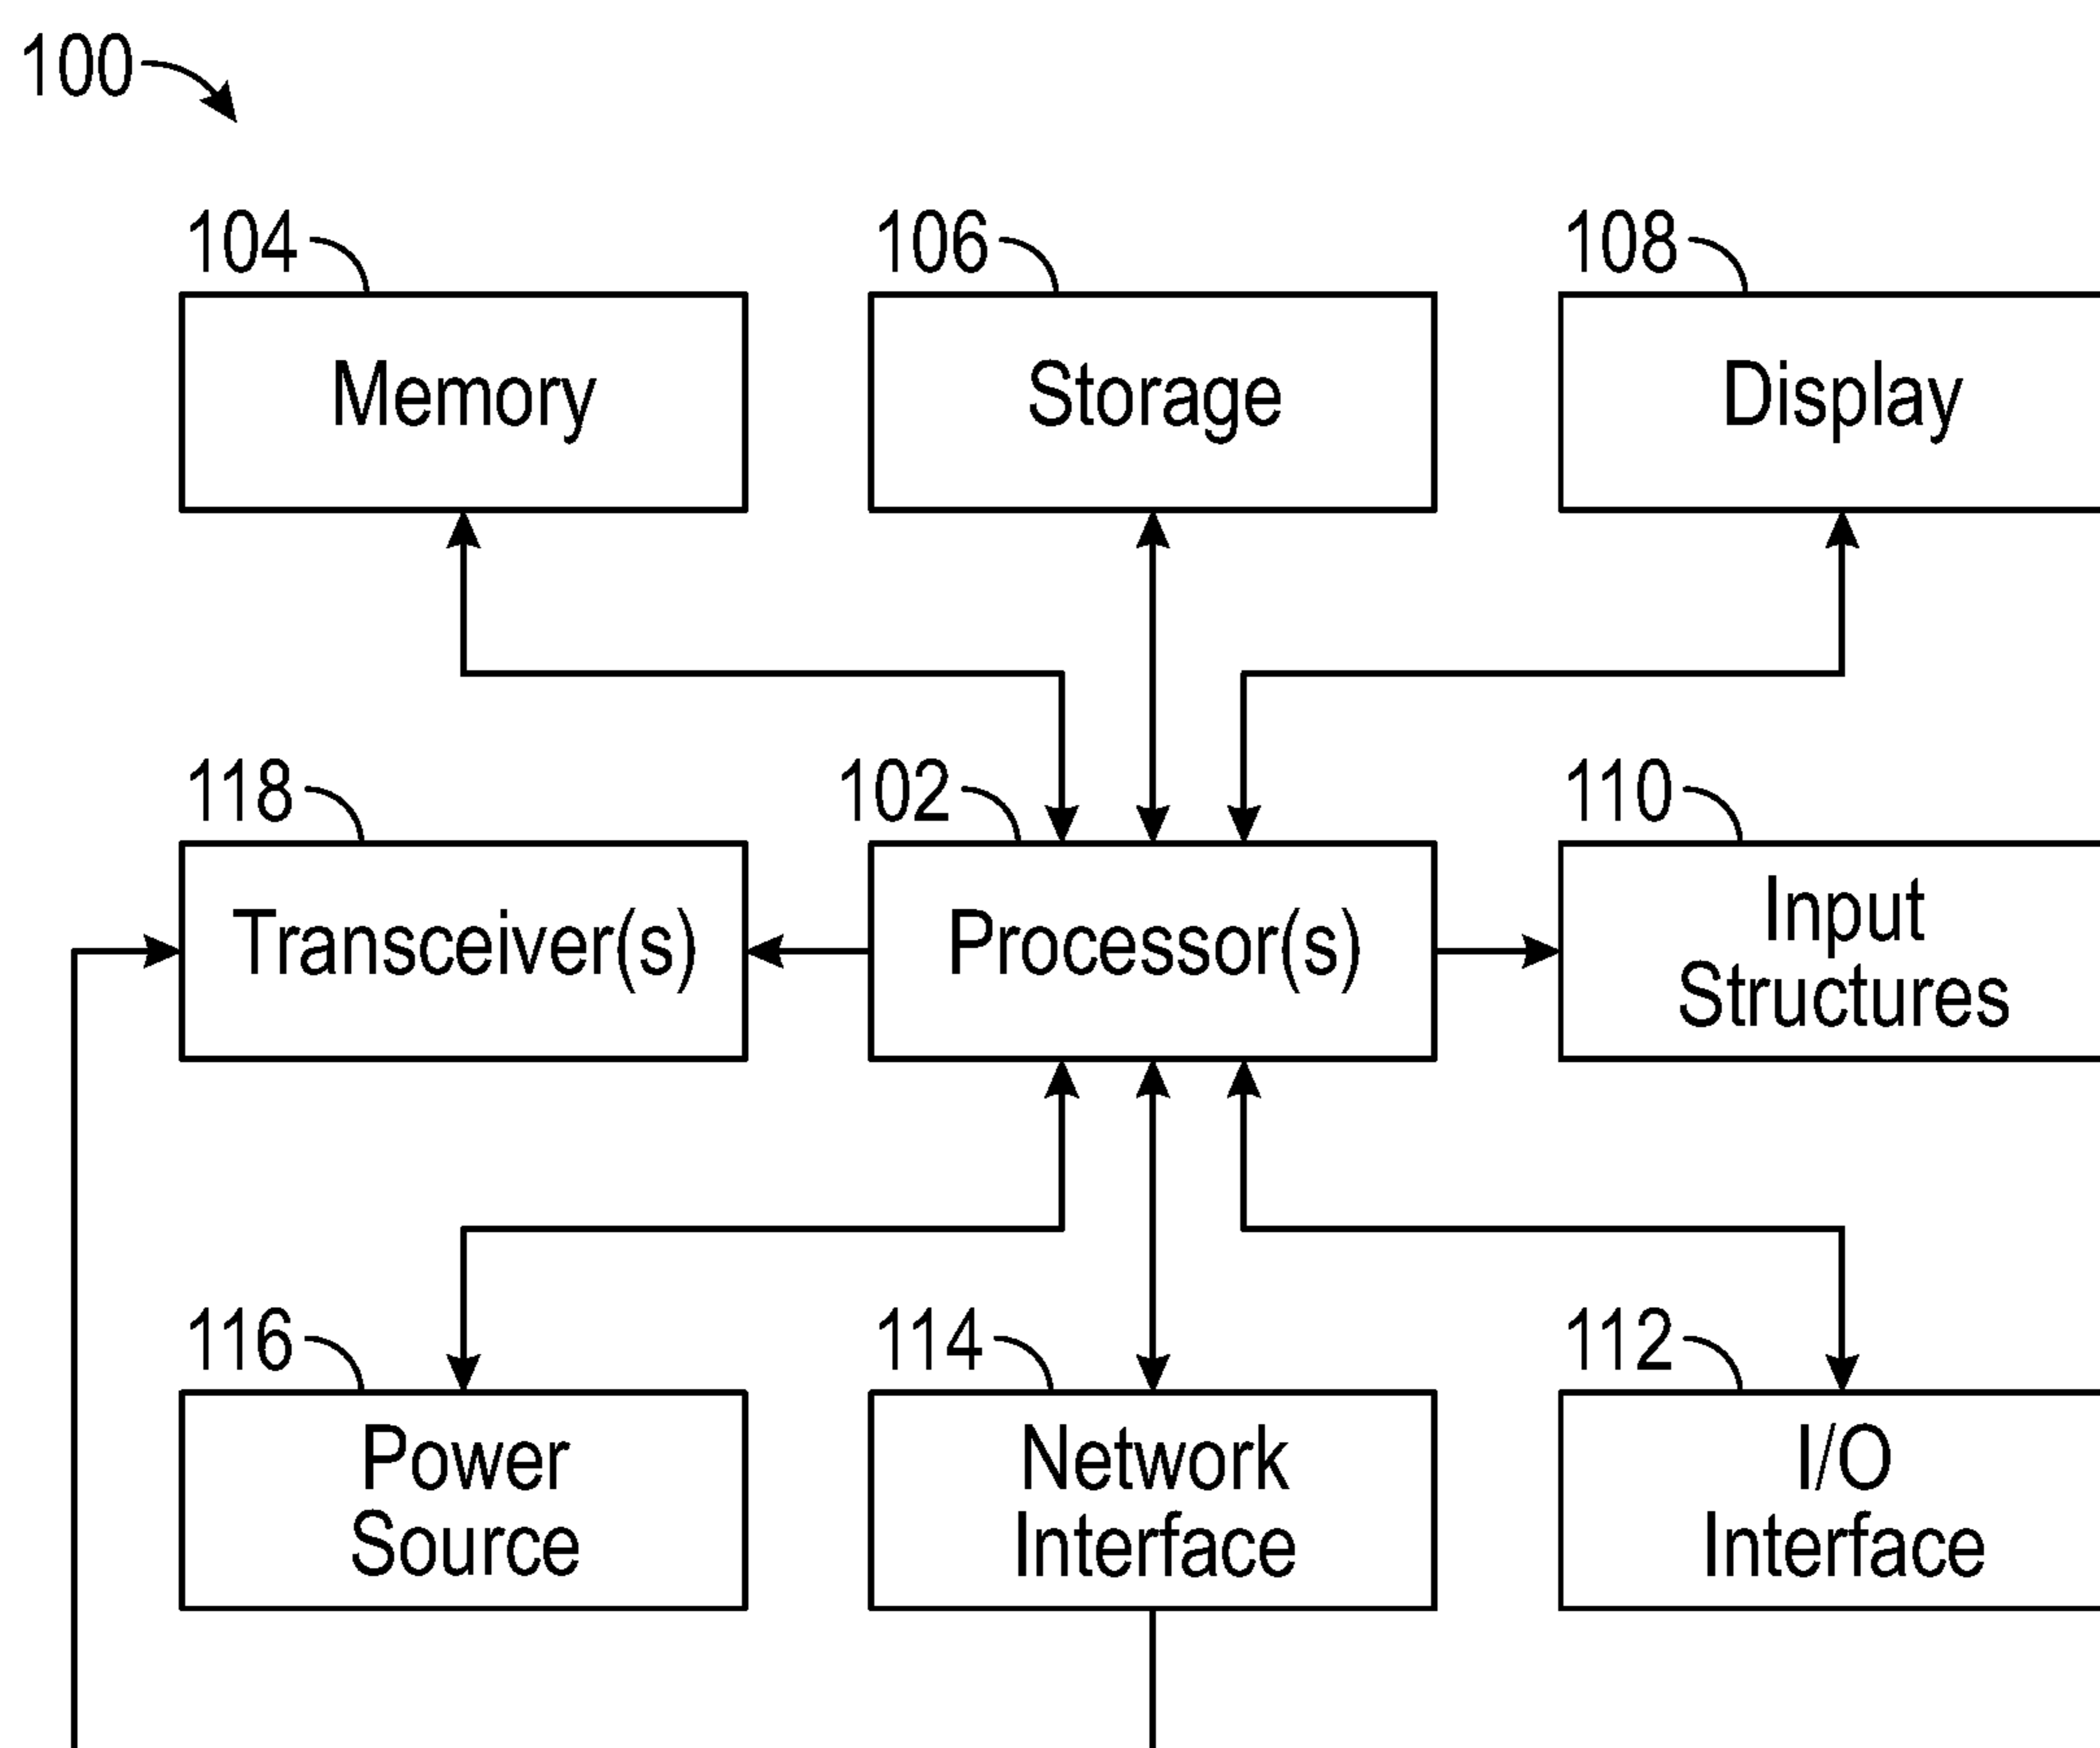 100
104
106
108
Memory
Storage
Display
118
102
110
Transceiver(s)
Processor(s)
Input
Structures
116
114
112
Power
Source
Network
Interface
I/O
Interface